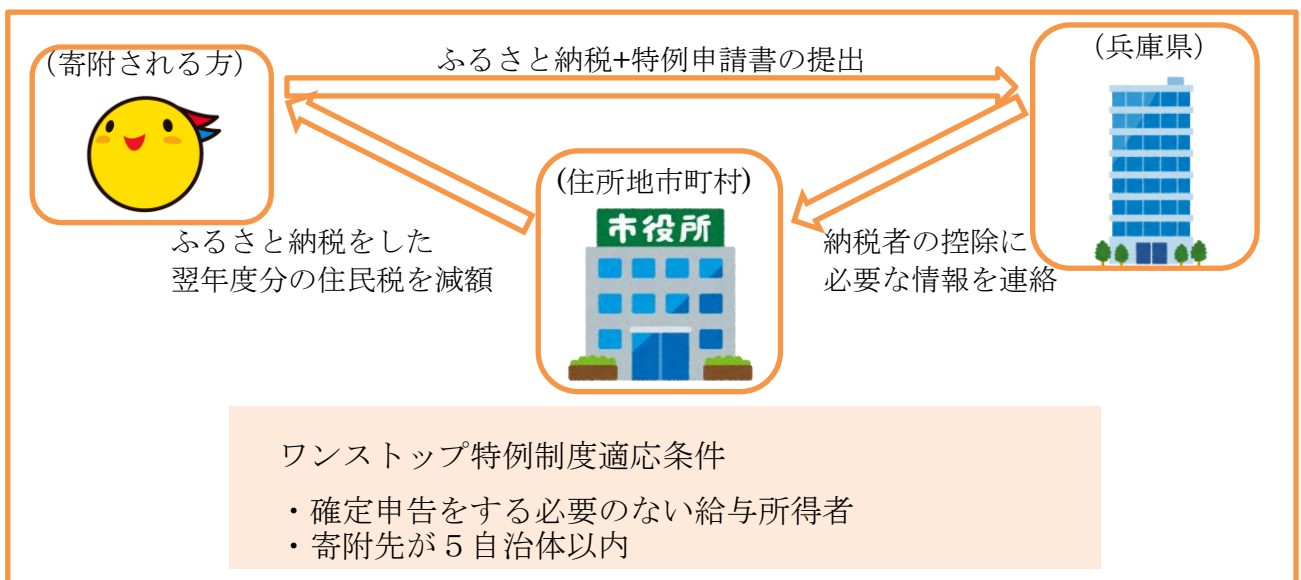 （寄附される方）
ふるさと納税+特例申請書の提出
（兵庫県）
(住所地市町村)
市役所
ふるさと納税をした
翌年度分の住民税を減額
納税者の控除に
必要な情報を連絡
ワンストップ特例制度適応条件
・確定申告をする必要のない給与所得者
・寄附先が５自治体以内